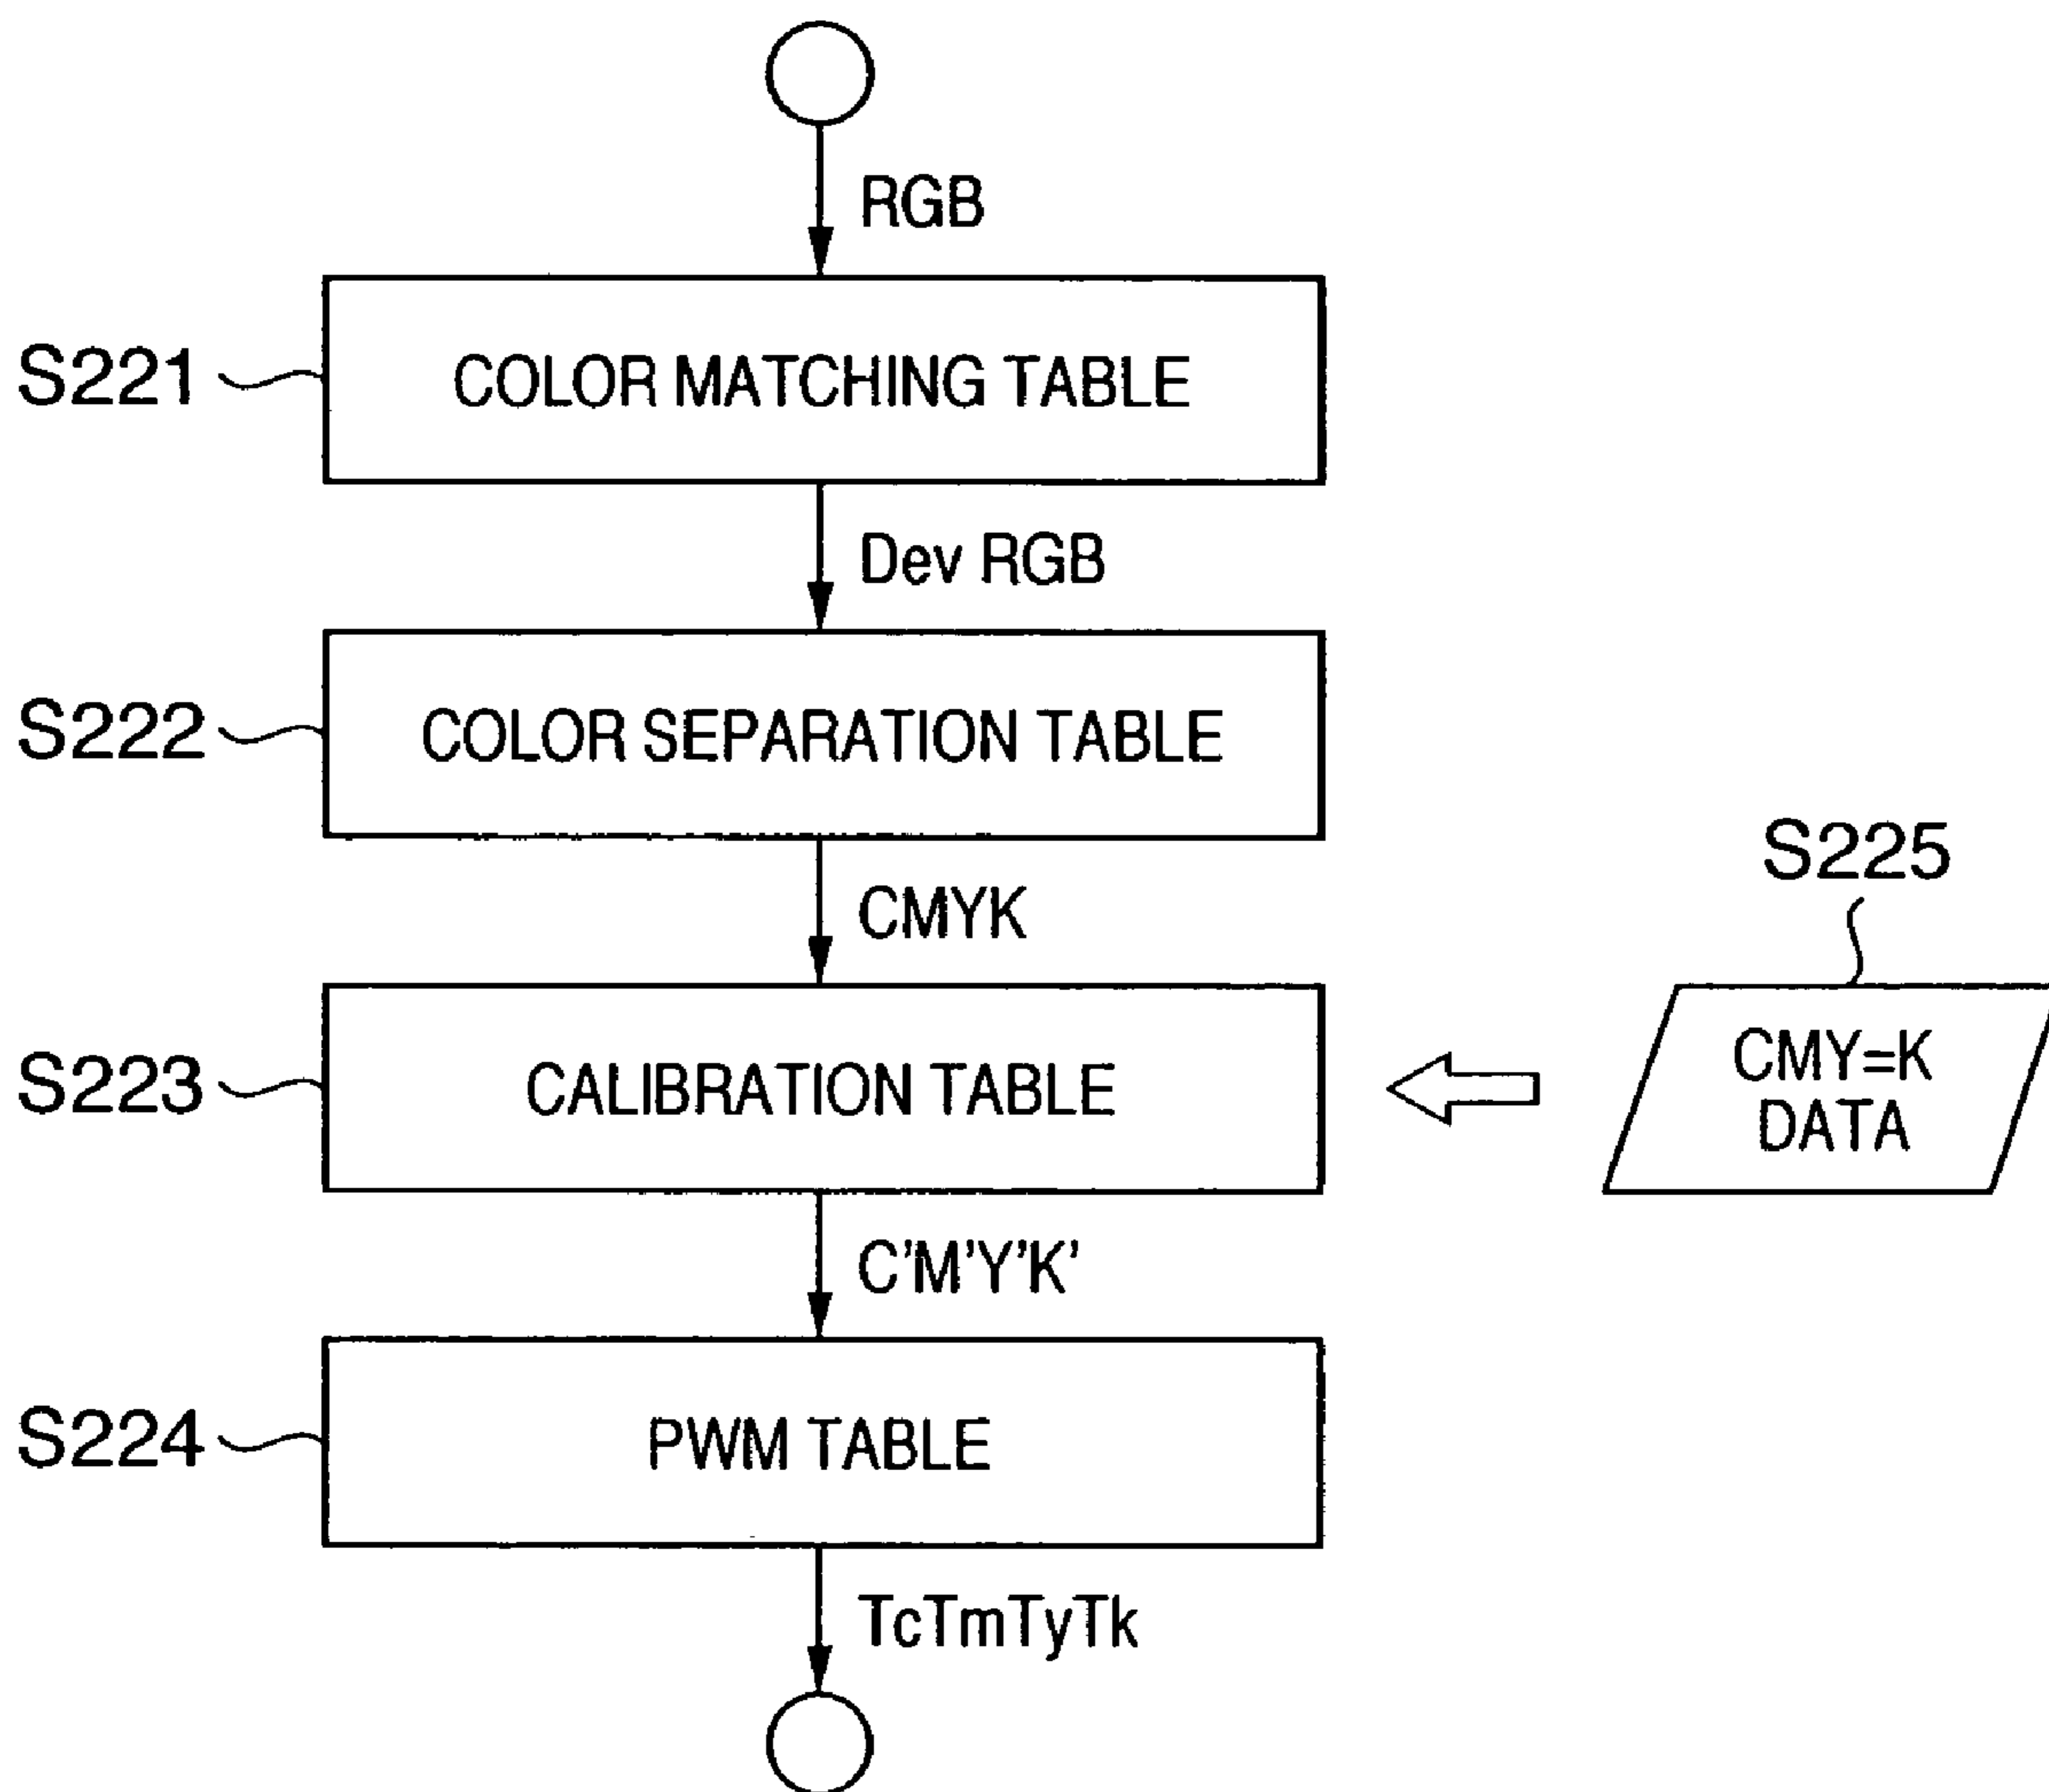 RGB
S221
COLOR MATCHING TABLE
Dev RGB
S222
COLOR SEPARATION TABLE
S225
CMYK
S223
CALIBRATION TABLE
CMY=K
DATA
C'M'Y'K'
S224
PWM TABLE
TcTmTyTk